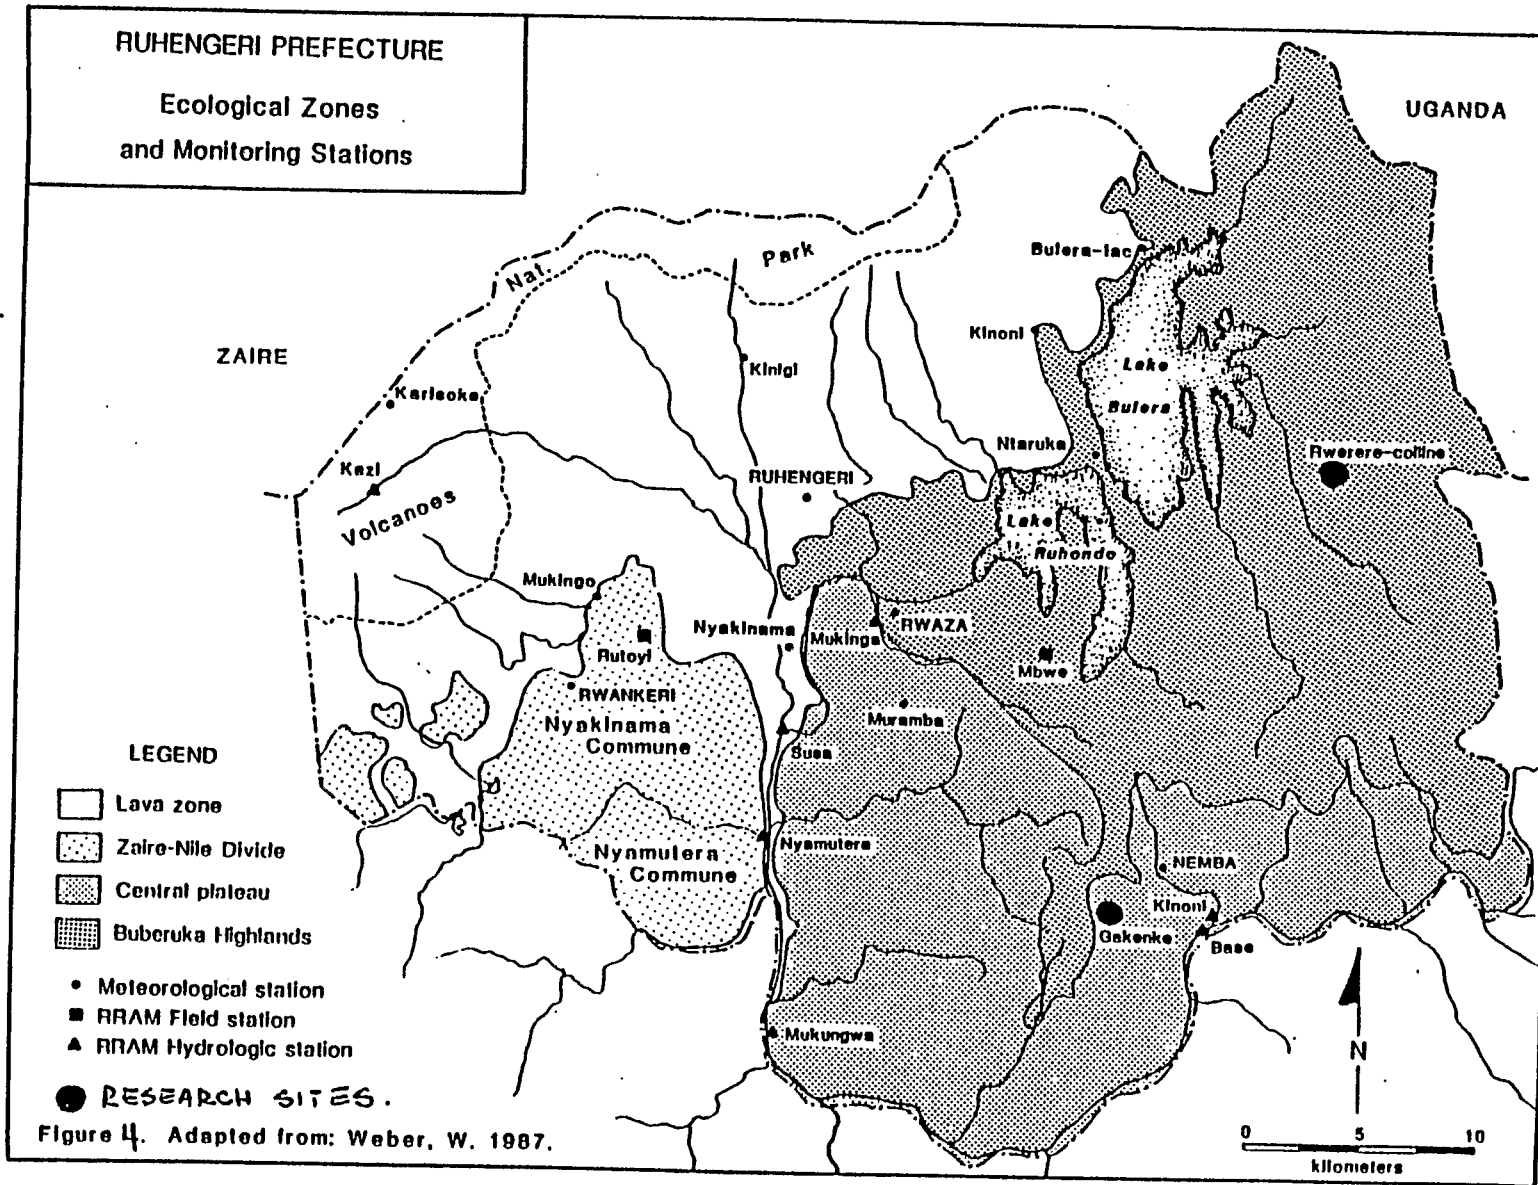 RUHENGERI PREFECTURE
Ecological Zones
and Monitoring Stations
UGANDA
ZAIRE
Nat.
Park
Volcanoes
Bulera-lac
Kinoni
Kinigi
Karisoke
Kazi
Lake
Bulera
Ntaruka
RUHENGERI
Rwerere-colline
Lake
Ruhondo
Mukingo
Nyakinama
Mukinga
RWAZA
Rutoyi
Mbwe
RWANKERI
Muramba
Nyakinama
Commune
Susa
Nyamutera
Nyamutera
Commune
NEMBA
Kinoni
Gakenke
Base
Mukungwa
LEGEND
Lava zone
Zaire-Nile Divide
Central plateau
Buberuka Highlands
Meteorological station
RRAM Field station
RRAM Hydrologic station
RESEARCH SITES.
Figure 4. Adapted from: Weber, W. 1987.
N
0 5 10
kilometers